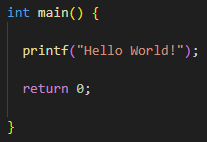 int main() {
printf("Hello World!");
return 0;
}